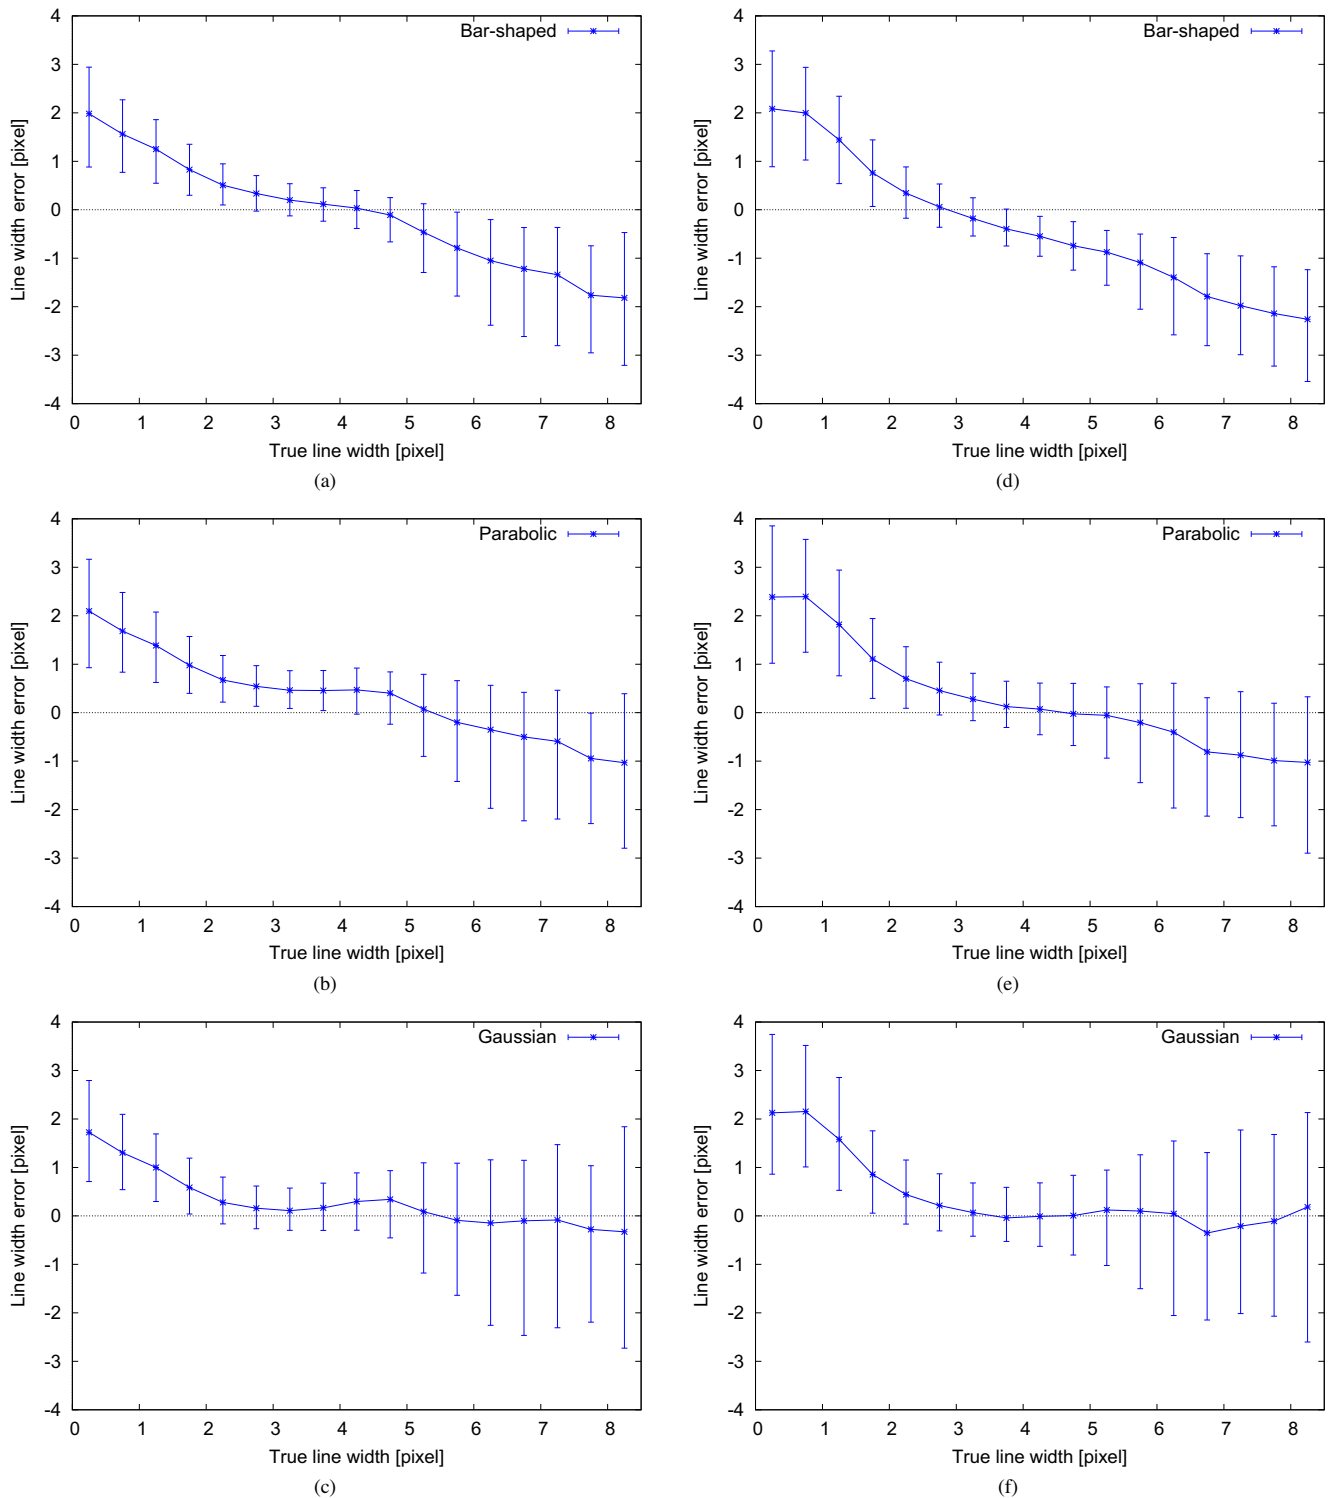 4
3
2
1
0
-1
-2
-3
-4
Line width error [pixel]
Bar-shaped
0 1 2 3 4 5 6 7 8
True line width [pixel]
(a)
4
3
2
1
0
-1
-2
-3
-4
Line width error [pixel]
Bar-shaped
0 1 2 3 4 5 6 7 8
True line width [pixel]
(d)
4
3
2
1
0
-1
-2
-3
-4
Line width error [pixel]
Parabolic
0 1 2 3 4 5 6 7 8
True line width [pixel]
(b)
4
3
2
1
0
-1
-2
-3
-4
Line width error [pixel]
Parabolic
0 1 2 3 4 5 6 7 8
True line width [pixel]
(e)
4
3
2
1
0
-1
-2
-3
-4
Line width error [pixel]
Gaussian
0 1 2 3 4 5 6 7 8
True line width [pixel]
(c)
4
3
2
1
0
-1
-2
-3
-4
Line width error [pixel]
Gaussian
0 1 2 3 4 5 6 7 8
True line width [pixel]
(f)